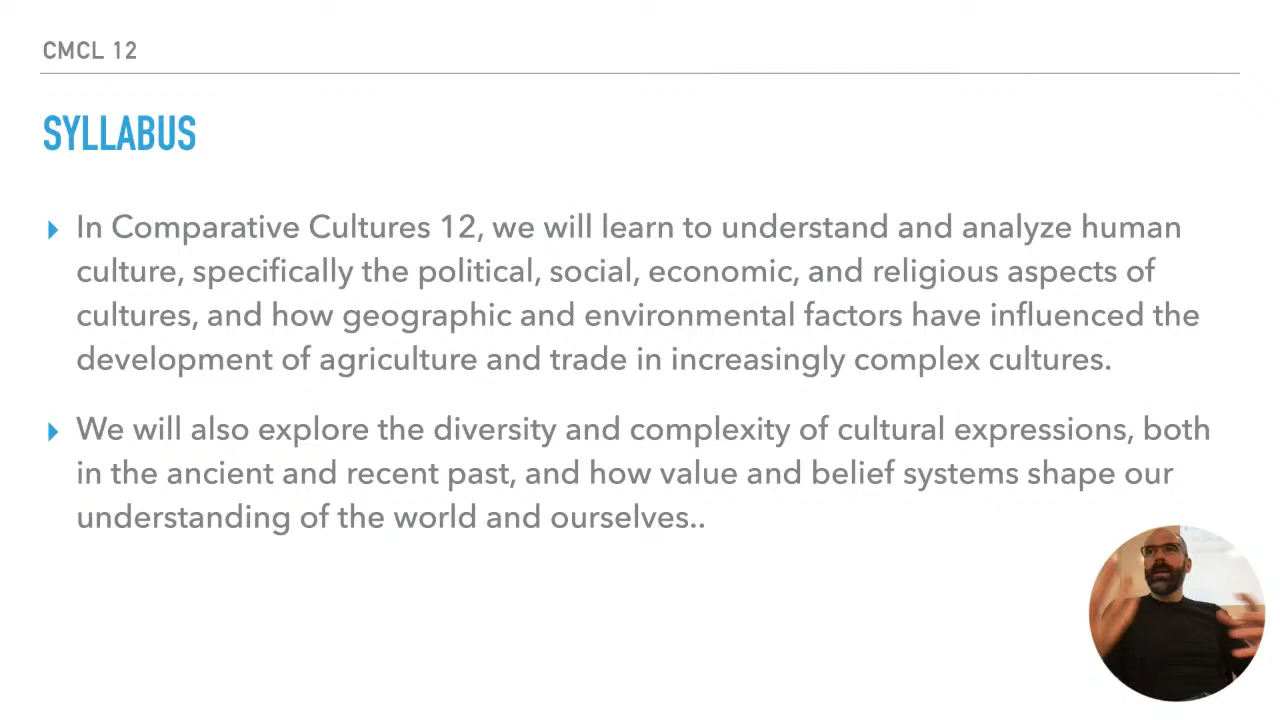 CMCL 12
SYLLABUS
In Comparative Cultures 12, we will learn to understand and analyze human
culture, specifically the political, social, economic, and religious aspects of
cultures, and how geographic and environmental factors have influenced the
development of agriculture and trade in increasingly complex cultures.
We will also explore the diversity and complexity of cultural expressions, both
in the ancient and recent past, and how value and belief systems shape our
understanding of the world and ourselves..